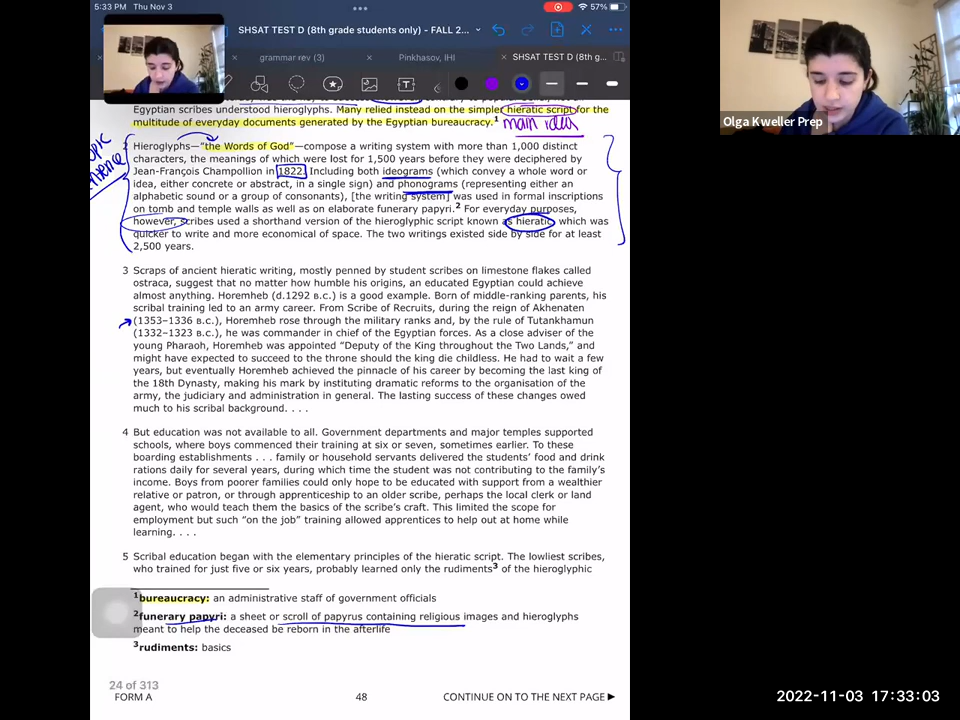 5:33 PM Thu Nov 3
57%
SHSAT TEST D (8th grade students only) - FALL 2...
grammar rev (3)
Pinkhasov, IHI
SHSAT TEST D (8th g...
Egyptian scribes understood hieroglyphs. Many relied instead on the simpler hieratic script for the
multitude of everyday documents generated by the Egyptian bureaucracy.1
main idea
2 Hieroglyphs—“the Words of God”—compose a writing system with more than 1,000 distinct
characters, the meanings of which were lost for 1,500 years before they were deciphered by
Jean-François Champollion in 1822. Including both ideograms (which convey a whole word or
idea, either concrete or abstract, in a single sign) and phonograms (representing either an
alphabetic sound or a group of consonants), [the writing system] was used in formal inscriptions
on tomb and temple walls as well as on elaborate funerary papyri.2 For everyday purposes,
however, scribes used a shorthand version of the hieroglyphic script known as hieratic which was
quicker to write and more economical of space. The two writings existed side by side for at least
2,500 years.
3 Scraps of ancient hieratic writing, mostly penned by student scribes on limestone flakes called
ostraca, suggest that no matter how humble his origins, an educated Egyptian could achieve
almost anything. Horemheb (d.1292 B.C.) is a good example. Born of middle-ranking parents, his
scribal training led to an army career. From Scribe of Recruits, during the reign of Akhenaten
(1353–1336 B.C.), Horemheb rose through the military ranks and, by the rule of Tutankhamun
(1332–1323 B.C.), he was commander in chief of the Egyptian forces. As a close adviser of the
young Pharaoh, Horemheb was appointed “Deputy of the King throughout the Two Lands,” and
might have expected to succeed to the throne should the king die childless. He had to wait a few
years, but eventually Horemheb achieved the pinnacle of his career by becoming the last king of
the 18th Dynasty, making his mark by instituting dramatic reforms to the organisation of the
army, the judiciary and administration in general. The lasting success of these changes owed
much to his scribal background. . . .
4 But education was not available to all. Government departments and major temples supported
schools, where boys commenced their training at six or seven, sometimes earlier. To these
boarding establishments . . . family or household servants delivered the students’ food and drink
rations daily for several years, during which time the student was not contributing to the family’s
income. Boys from poorer families could only hope to be educated with support from a wealthier
relative or patron, or through apprenticeship to an older scribe, perhaps the local clerk or land
agent, who would teach them the basics of the scribe’s craft. This limited the scope for
employment but such “on the job” training allowed apprentices to help out at home while
learning. . . .
5 Scribal education began with the elementary principles of the hieratic script. The lowliest scribes,
who trained for just five or six years, probably learned only the rudiments3 of the hieroglyphic
1bureaucracy: an administrative staff of government officials
2funerary papyri: a sheet or scroll of papyrus containing religious images and hieroglyphs
meant to help the deceased be reborn in the afterlife
3rudiments: basics
24 of 313
FORM A
48
CONTINUE ON TO THE NEXT PAGE
Olga Kweller Prep
2022-11-03 17:33:03